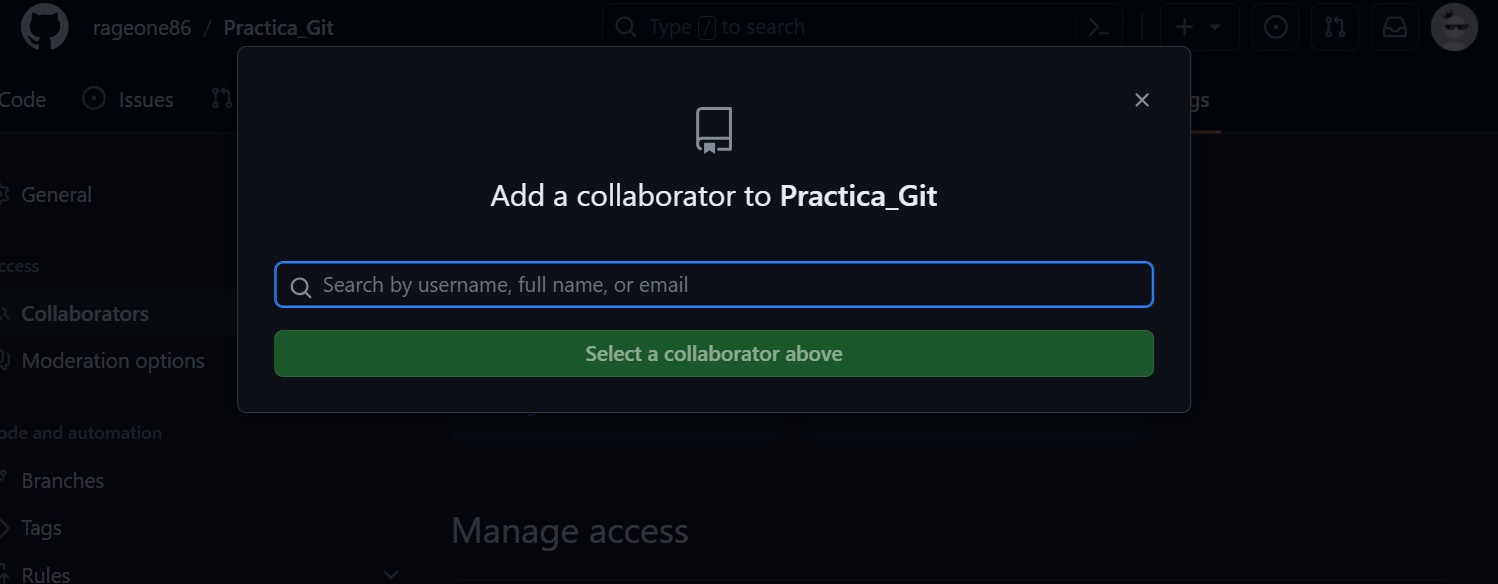 rageone86 / Practica_Git
Type / to search
Code
Issues
gs
Add a collaborator to Practica_Git
Search by username, full name, or email
Select a collaborator above
General
ccess
Collaborators
Moderation options
ode and automation
Branches
Tags
Rules
Manage access